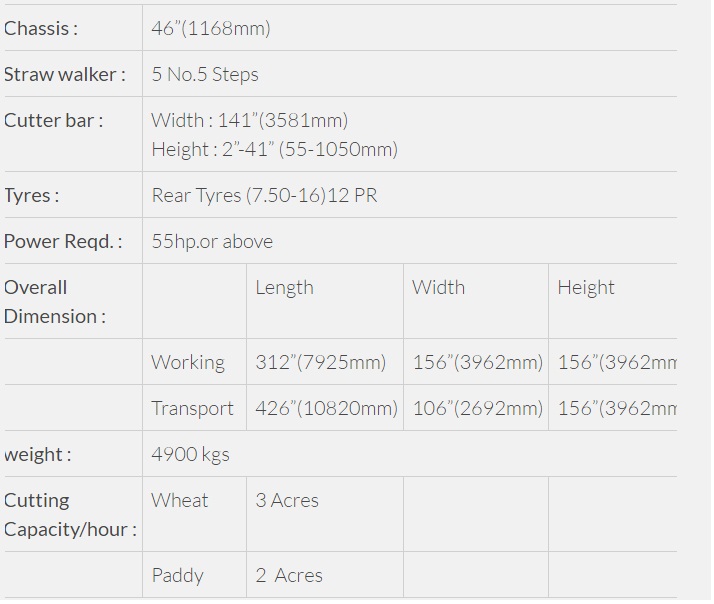 Chassis : 46”(1168mm)
Straw walker : 5 No.5 Steps
Cutter bar : Width : 141”(3581mm)
Height : 2”-41” (55-1050mm)
Tyres : Rear Tyres (7.50-16)12 PR
Power Reqd. : 55hp.or above
Overall Length Width Height
Dimension :
Working 312”(7925mm) 156”(3962mm) 156”(3962mm
Transport 426”(10820mm) 106”(2692mm) 156”(3962mm
weight : 4900 kgs
Cutting Wheat 3 Acres
Capacity/hour :
Paddy 2 Acres